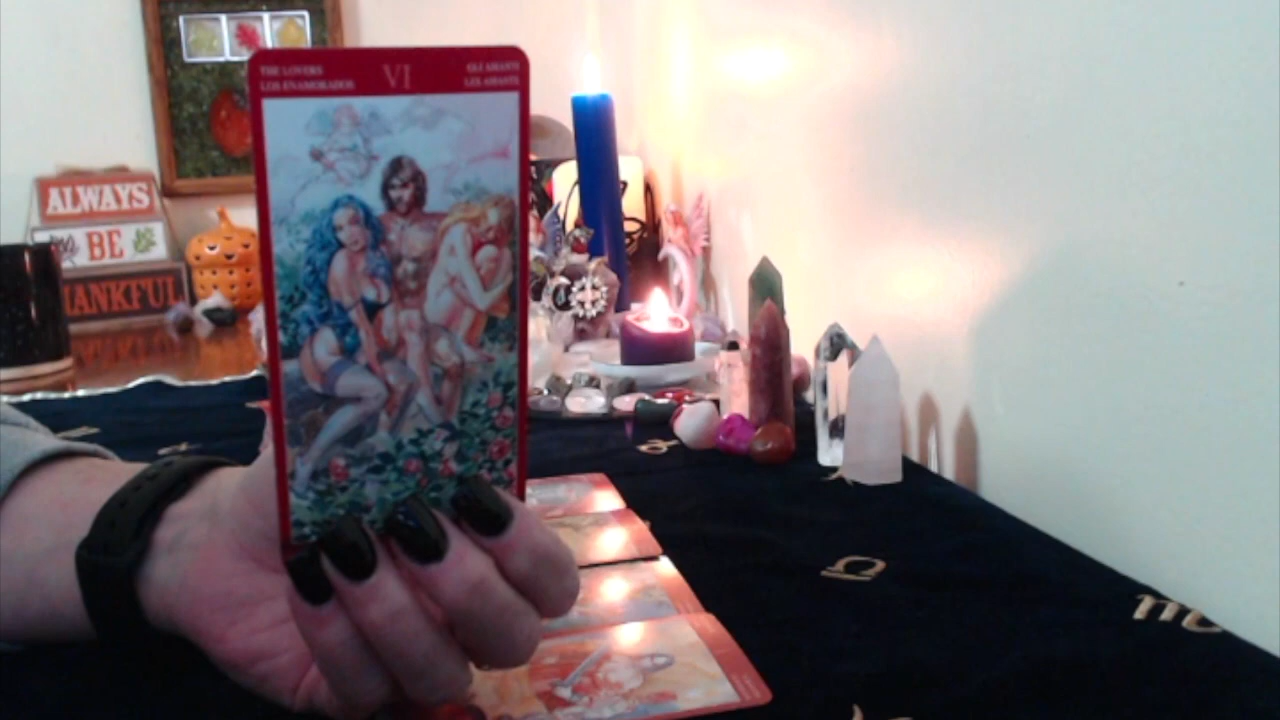 THE LOVERS
LOS ENAMORADOS
VI
GLI AMANTI
LES AMANTS
ALWAYS
BE
HANKFUL